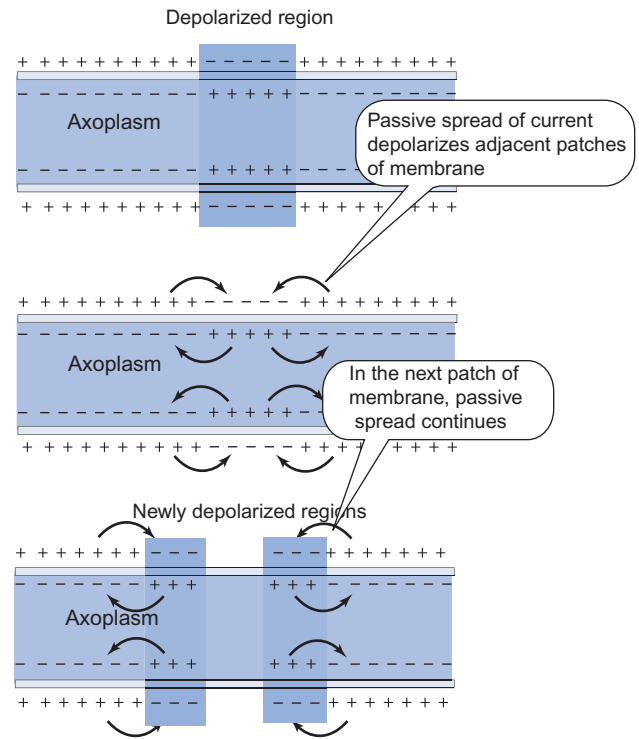 Depolarized region
+ + + + + + + + + + + + – – – – – + + + + + + + + + + +
– – – – – – – – – – – – + + + + + – – – – – – – – – – –
Axoplasm
Passive spread of current
depolarizes adjacent patches
of membrane
– – – – – – – – – – – – + + + + + – – –
+ + + + + + + + + + + – – – – – + + + + + + + + + + +
+ + + + + + + + + + + – – – – – + + + + + + + + + + +
– – – – – – – – – – – – + + + + + – – – – – – – – – – –
Axoplasm
In the next patch of
membrane, passive
spread continues
– – – – – – – – – – – – + + + + + – – –
+ + + + + + + + + + + – – – – – + + + + + + + + + + +
Newly depolarized regions
+ + + + + + + + – – – – – – + + + + + + + +
– – – – – – – – + + + + + + – – – – – – – –
Axoplasm
– – – – – – – – + + + + + + – – – – – – – –
+ + + + + + + + – – – – – – + + + + + + + +